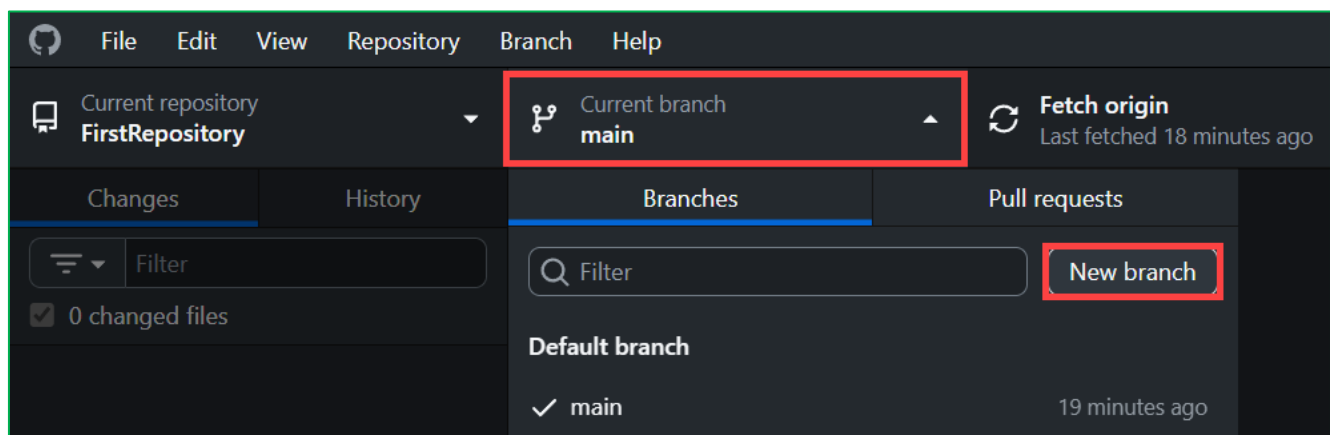 File Edit View Repository Branch Help
Current repository
FirstRepository
Current branch
main
Fetch origin
Last fetched 18 minutes ago
Changes History
Branches Pull requests
Filter
0 changed files
Filter New branch
Default branch
main 19 minutes ago